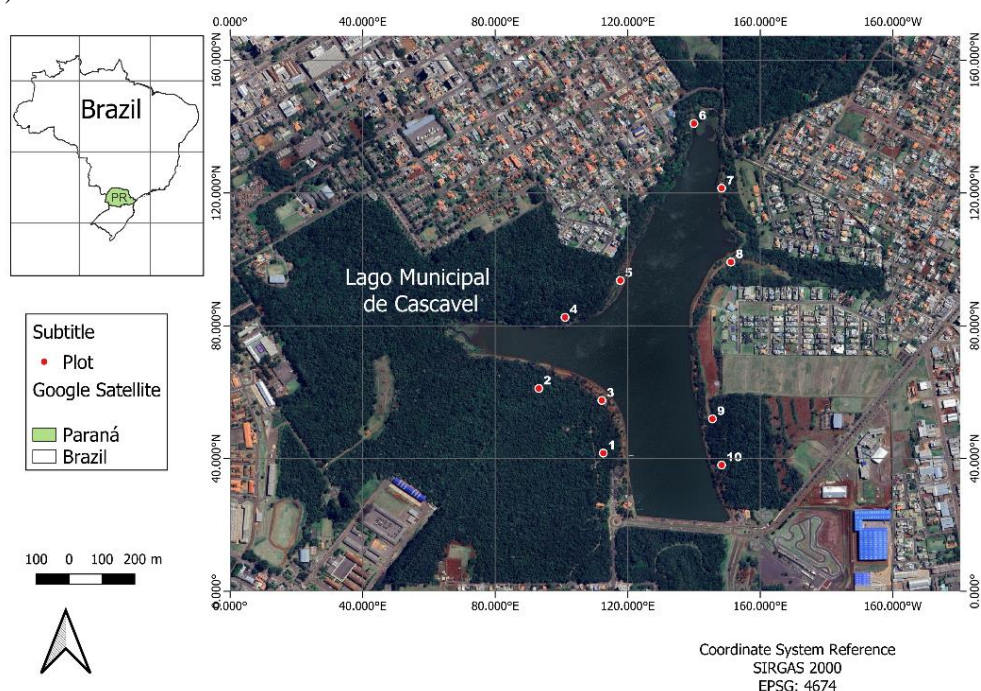 )
0.000°
40.000°W
80.000°W
120.000°W
160.000°W
160.000°W
0.000°
160.000°N
120.000°N
80.000°N
40.000°N
0.000°
Brazil
PR
Lago Municipal
de Cascavel
6
7
8
5
4
2
3
9
1
10
Subtitle
Plot
Google Satellite
Paraná
Brazil
100 0 100 200 m
0.000°
40.000°W
80.000°W
120.000°W
160.000°W
160.000°W
0.000°
160.000°N
120.000°N
80.000°N
40.000°N
0.000°
Coordinate System Reference
SIRGAS 2000
EPSG: 4674